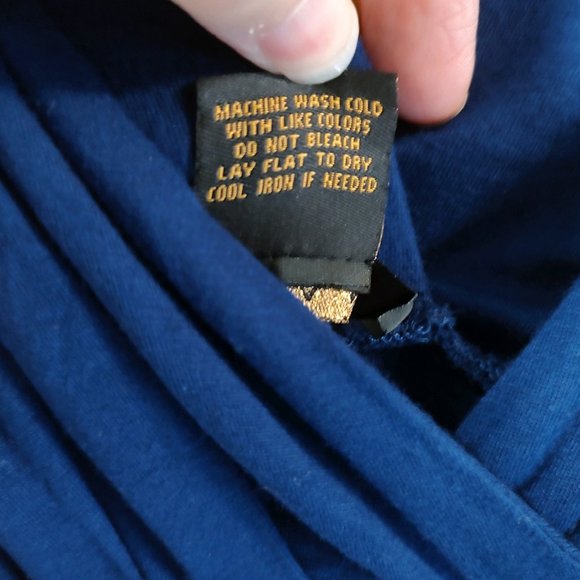 MACHINE WASH COLD
WITH LIKE COLORS
DO NOT BLEACH
LAY FLAT TO DRY
COOL IRON IF NEEDED